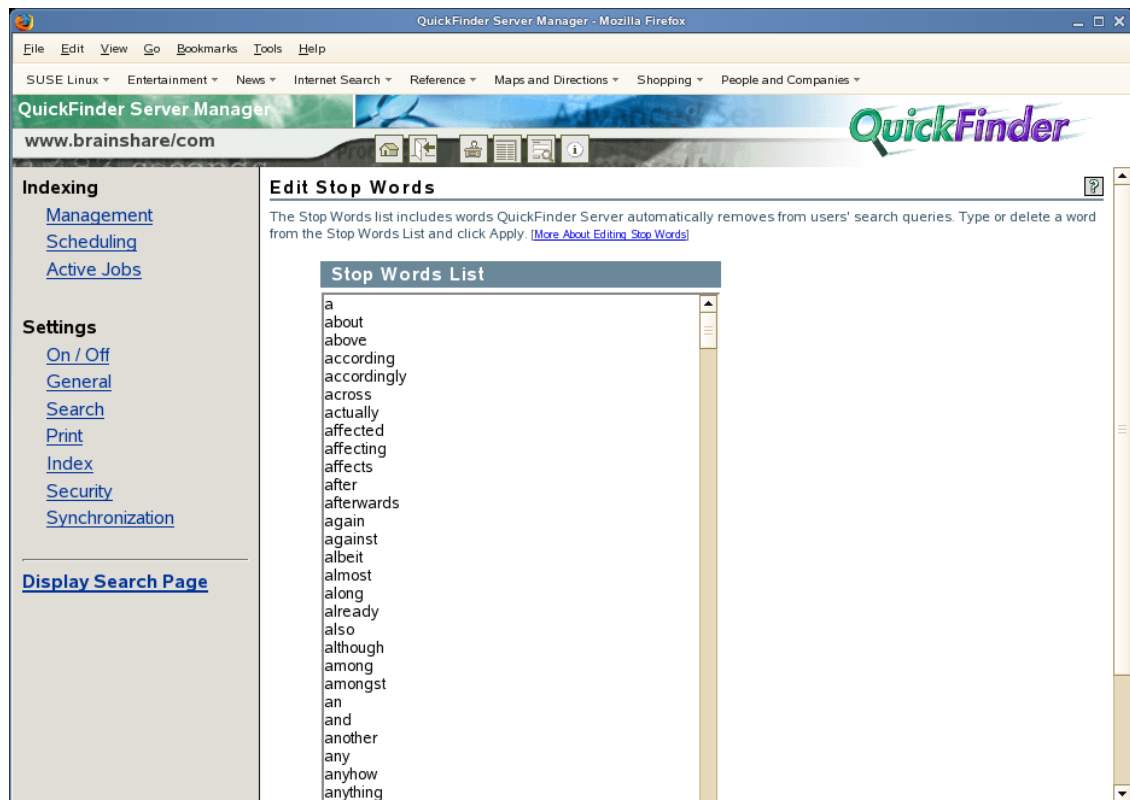 QuickFinder Server Manager - Mozilla Firefox
File Edit View Go Bookmarks Tools Help
SUSE Linux Entertainment News Internet Search Reference Maps and Directions Shopping People and Companies
QuickFinder Server Manager
www.brainshare/com
QuickFinder
Indexing
Management
Scheduling
Active Jobs
Settings
On / Off
General
Search
Print
Index
Security
Synchronization
Display Search Page
Edit Stop Words
The Stop Words list includes words QuickFinder Server automatically removes from users' search queries. Type or delete a word
from the Stop Words List and click Apply. [More About Editing Stop Words]
Stop Words List
a
about
above
according
accordingly
across
actually
affected
affecting
affects
after
afterwards
again
against
albeit
almost
along
already
also
although
among
amongst
an
and
another
any
anyhow
anything